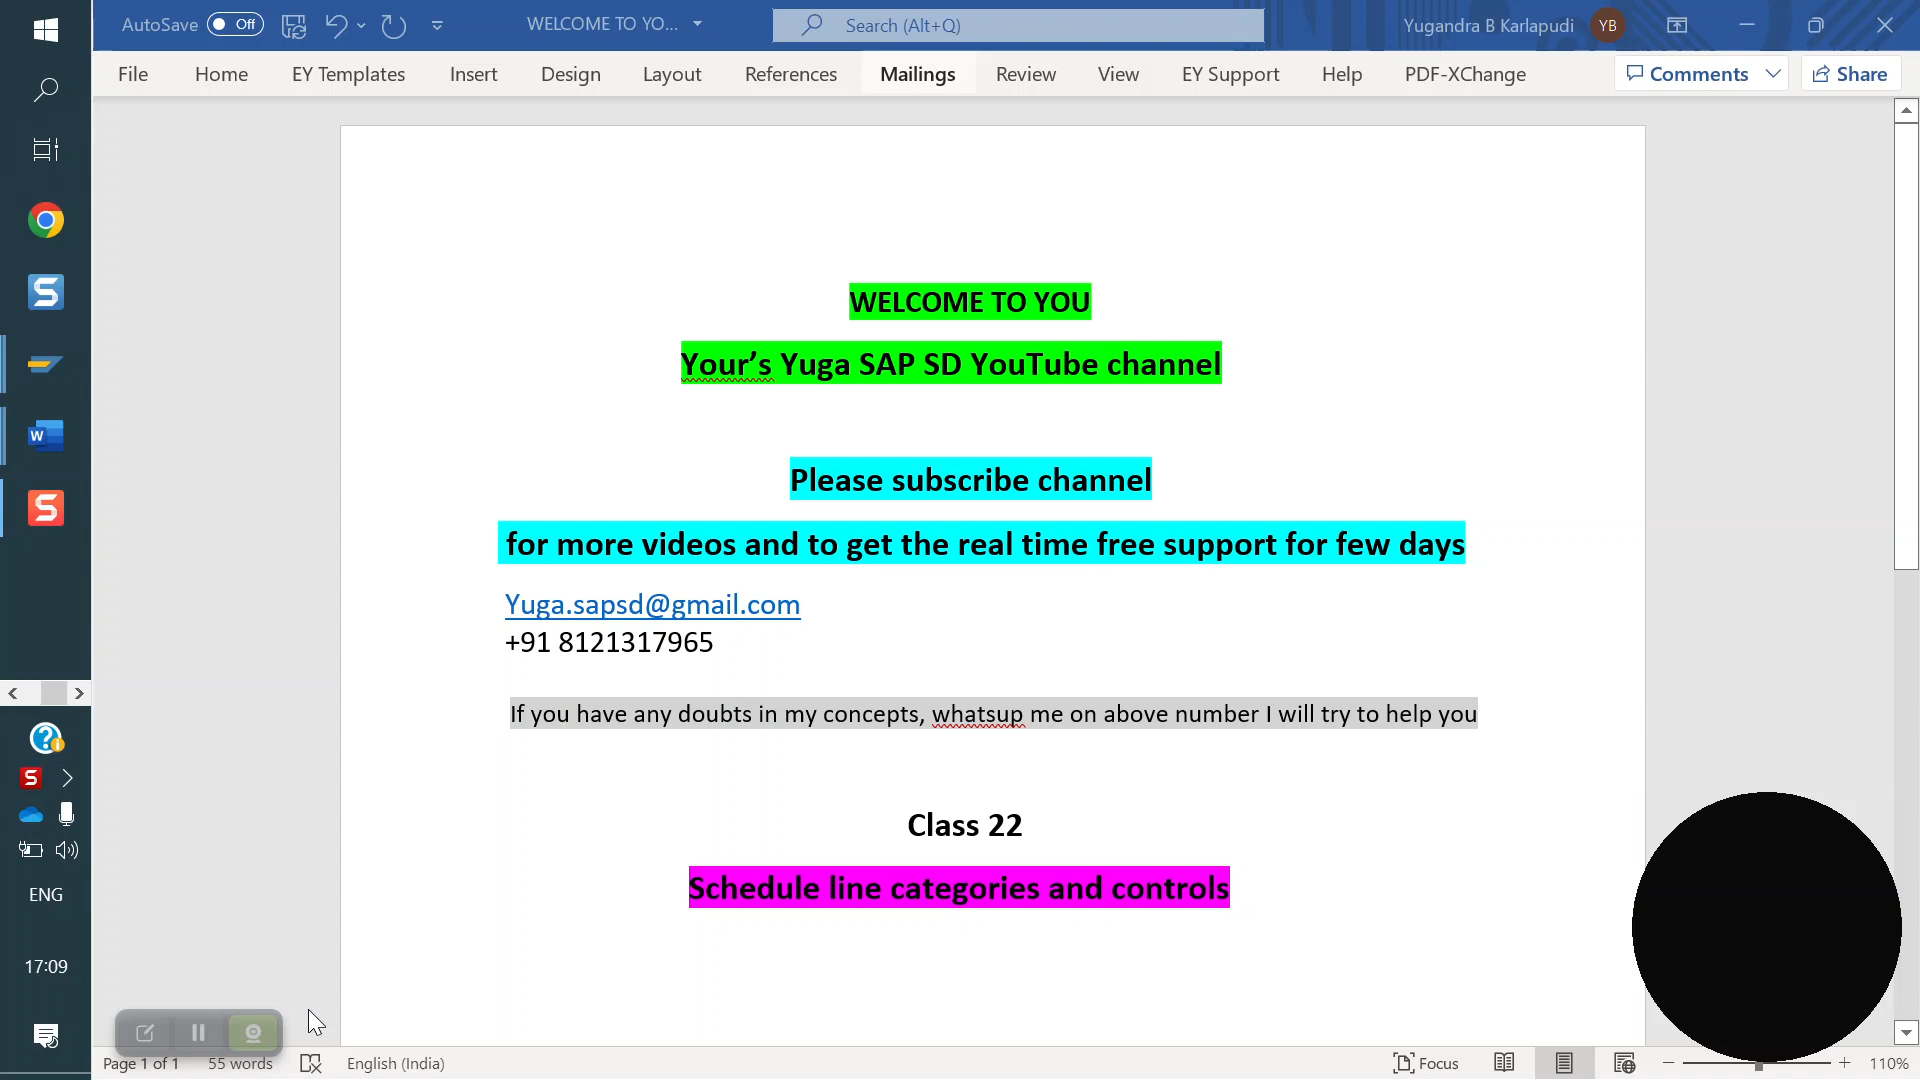 AutoSave Off WELCOME TO YO... Search (Alt+Q) Yugandra B Karlapudi YB
File Home EY Templates Insert Design Layout References Mailings Review View EY Support Help PDF-XChange Comments Share
WELCOME TO YOU
Your’s Yuga SAP SD YouTube channel
Please subscribe channel
for more videos and to get the real time free support for few days
Yuga.sapsd@gmail.com
+91 8121317965
If you have any doubts in my concepts, whatsup me on above number I will try to help you
Class 22
Schedule line categories and controls
ENG
17:09
Page 1 of 1 55 words English (India) Focus 110%